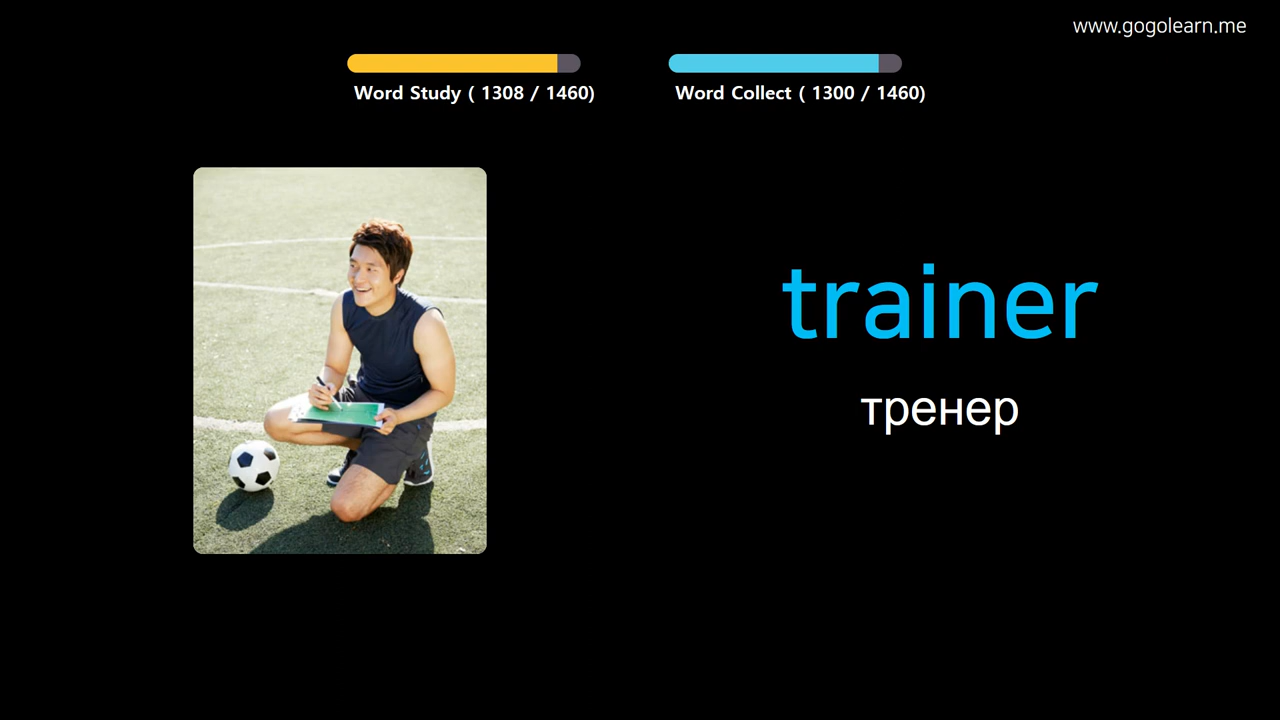 www.gogolearn.me
Word Study ( 1308 / 1460)
Word Collect ( 1300 / 1460)
trainer
тренер